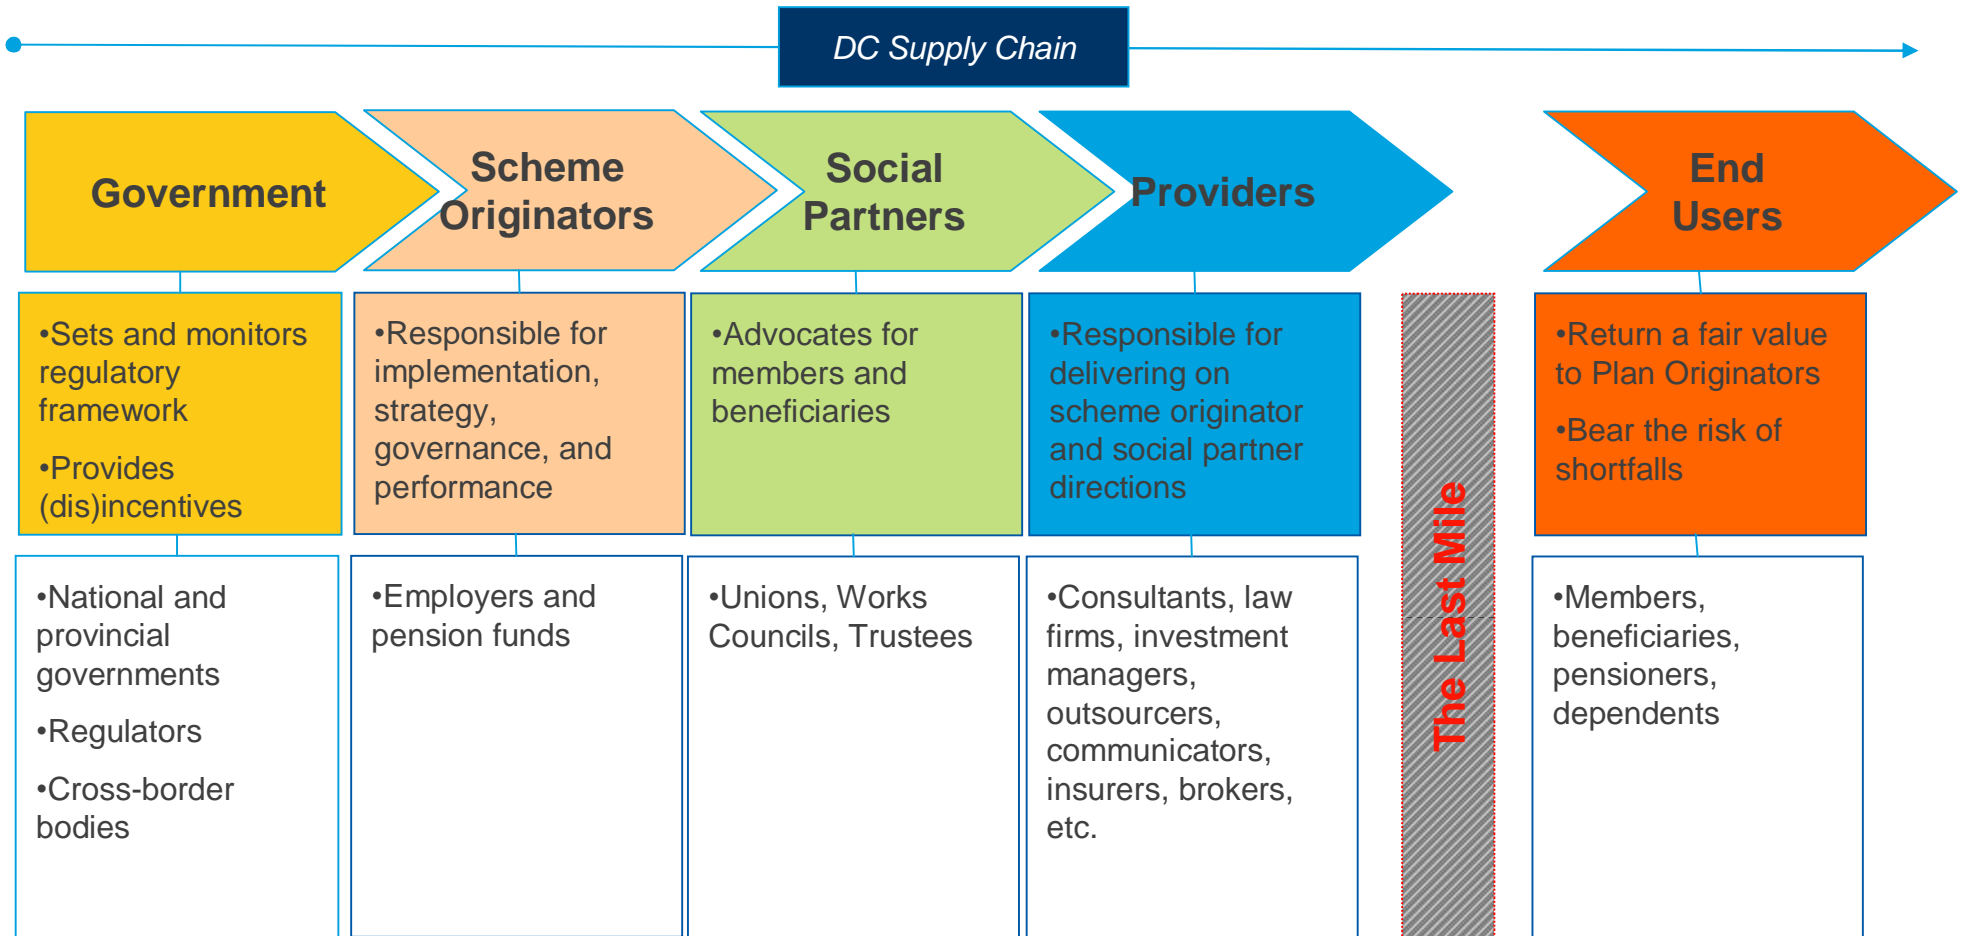 DC Supply Chain
Government
Scheme
Originators
Social
Partners
Providers
End
Users
•Sets and monitors
regulatory
framework
•Provides
(dis)incentives
•Responsible for
implementation,
strategy,
governance, and
performance
•Advocates for
members and
beneficiaries
•Responsible for
delivering on
scheme originator
and social partner
directions
•Return a fair value
to Plan Originators
•Bear the risk of
shortfalls
The Last Mile
•National and
provincial
governments
•Regulators
•Cross-border
bodies
•Employers and
pension funds
•Unions, Works
Councils, Trustees
•Consultants, law
firms, investment
managers,
outsourcers,
communicators,
insurers, brokers,
etc.
•Members,
beneficiaries,
pensioners,
dependents